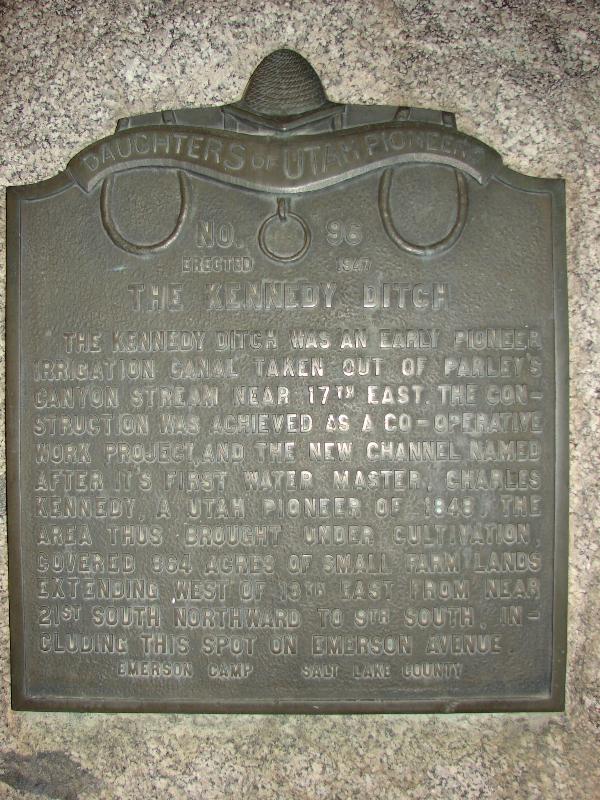 DAUGHTERS OF UTAH PIONEERS
NO. 96
ERECTED 1947
THE KENNEDY DITCH
THE KENNEDY DITCH WAS AN EARLY PIONEER
IRRIGATION CANAL TAKEN OUT OF PARLEY'S
CANYON STREAM NEAR 17TH EAST. THE CON-
STRUCTION WAS ACHIEVED AS A CO-OPERATIVE
WORK PROJECT, AND THE NEW CHANNEL NAMED
AFTER IT'S FIRST WATER MASTER, CHARLES
KENNEDY, A UTAH PIONEER OF 1848. THE
AREA THUS BROUGHT UNDER CULTIVATION,
COVERED 864 ACRES OF SMALL FARM LANDS
EXTENDING WEST OF 13TH EAST FROM NEAR
21ST SOUTH NORTHWARD TO 9TH SOUTH, IN-
CLUDING THIS SPOT ON EMERSON AVENUE.
EMERSON CAMP SALT LAKE COUNTY